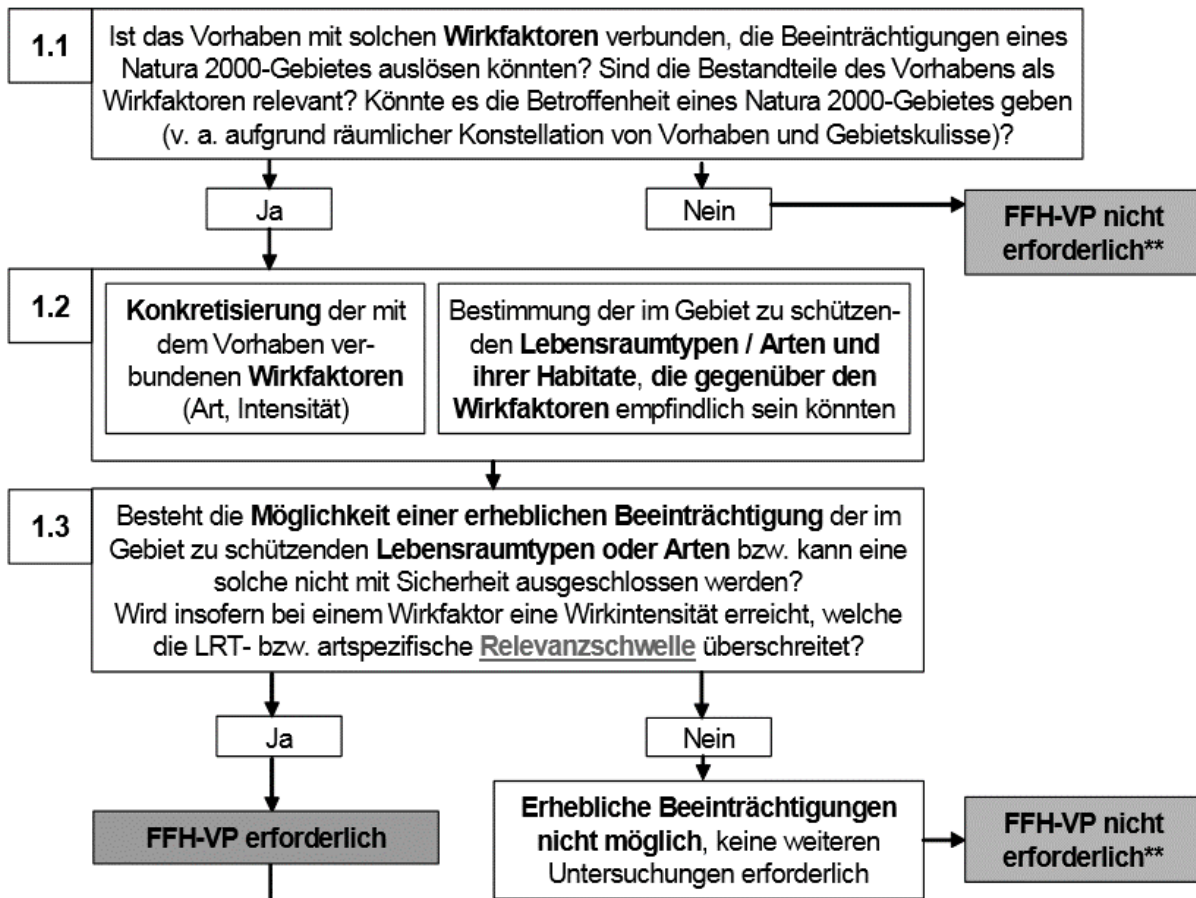 1.1
Ist das Vorhaben mit solchen Wirkfaktoren verbunden, die Beeinträchtigungen eines
Natura 2000-Gebietes auslösen könnten? Sind die Bestandteile des Vorhabens als
Wirkfaktoren relevant? Könnte es die Betroffenheit eines Natura 2000-Gebietes geben
(v. a. aufgrund räumlicher Konstellation von Vorhaben und Gebietskulisse)?
Ja
Nein
FFH-VP nicht
erforderlich**
1.2
Konkretisierung der mit
dem Vorhaben ver-
bundenen Wirkfaktoren
(Art, Intensität)
Bestimmung der im Gebiet zu schützen-
den Lebensraumtypen / Arten und
ihrer Habitate, die gegenüber den
Wirkfaktoren empfindlich sein könnten
1.3
Besteht die Möglichkeit einer erheblichen Beeinträchtigung der im
Gebiet zu schützenden Lebensraumtypen oder Arten bzw. kann eine
solche nicht mit Sicherheit ausgeschlossen werden?
Wird insofern bei einem Wirkfaktor eine Wirkintensität erreicht, welche
die LRT- bzw. artspezifische Relevanzschwelle überschreitet?
Ja
Nein
FFH-VP erforderlich
Erhebliche Beeinträchtigungen
nicht möglich, keine weiteren
Untersuchungen erforderlich
FFH-VP nicht
erforderlich**